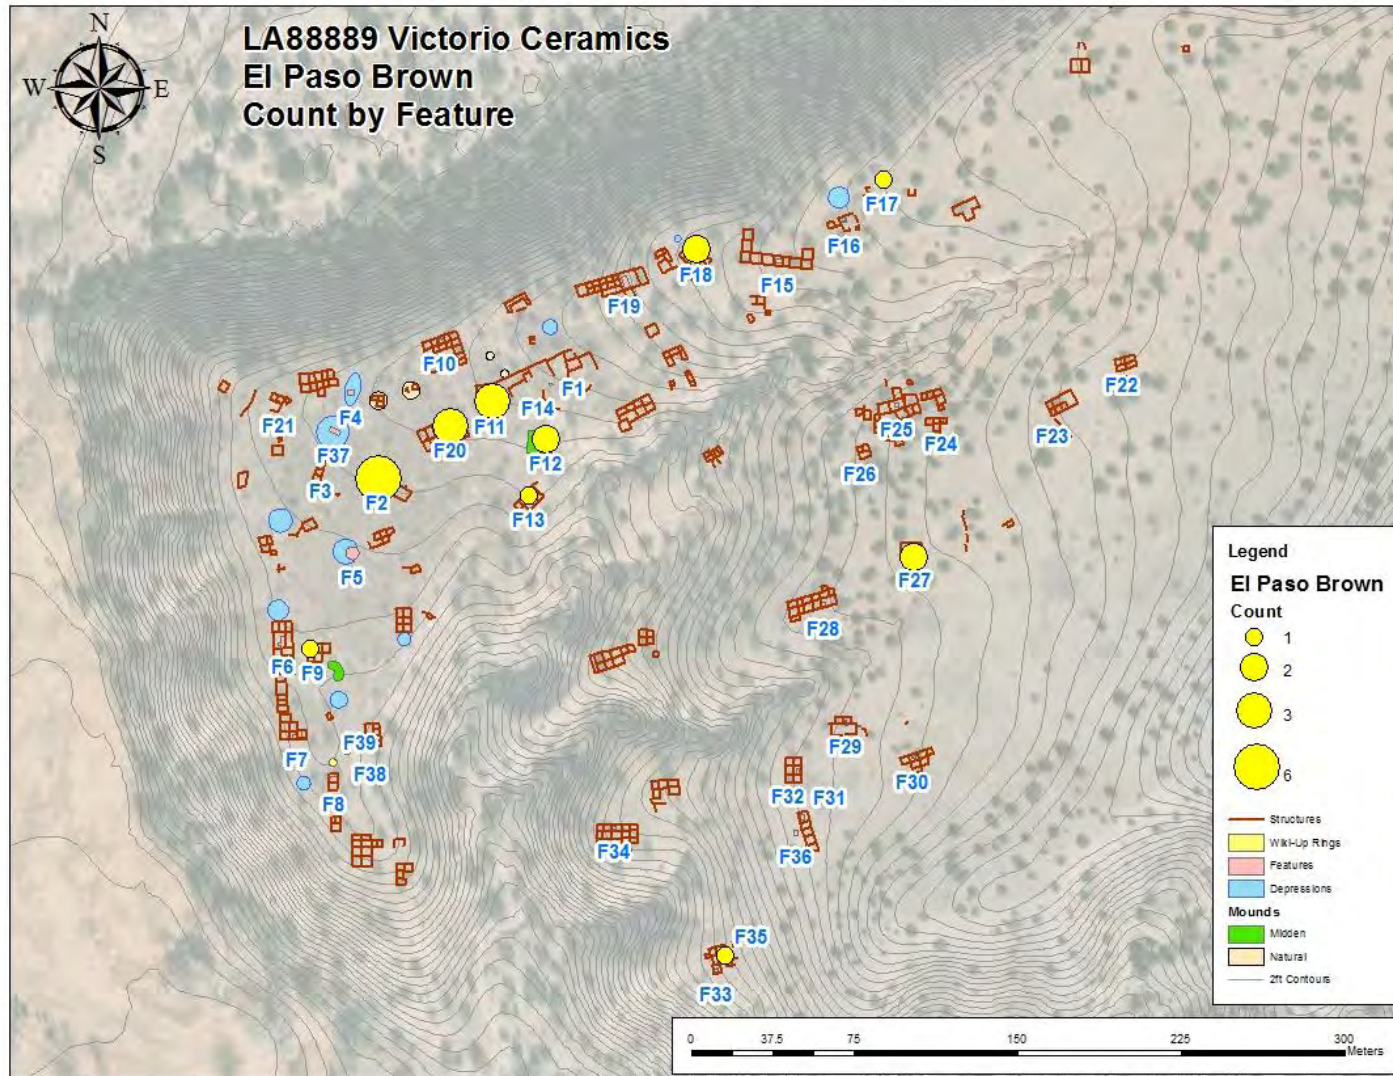 N
W E
S
LA88889 Victorio Ceramics
El Paso Brown
Count by Feature
F17
F16
F18
F15
F19
F10
F1
F22
F4
F14
F21
F11
F23
F25
F24
F20
F37
F12
F26
F3
F2
F13
F5
F27
F28
F6
F9
F39
F29
F7
F38
F30
F8
F32
F31
F34
F36
F35
F33
Legend
El Paso Brown
Count
1
2
3
6
Structures
Wiki-Up Rings
Features
Depressions
Mounds
Midden
Natural
2ft Contours
0 37.5 75 150 225 300
Meters